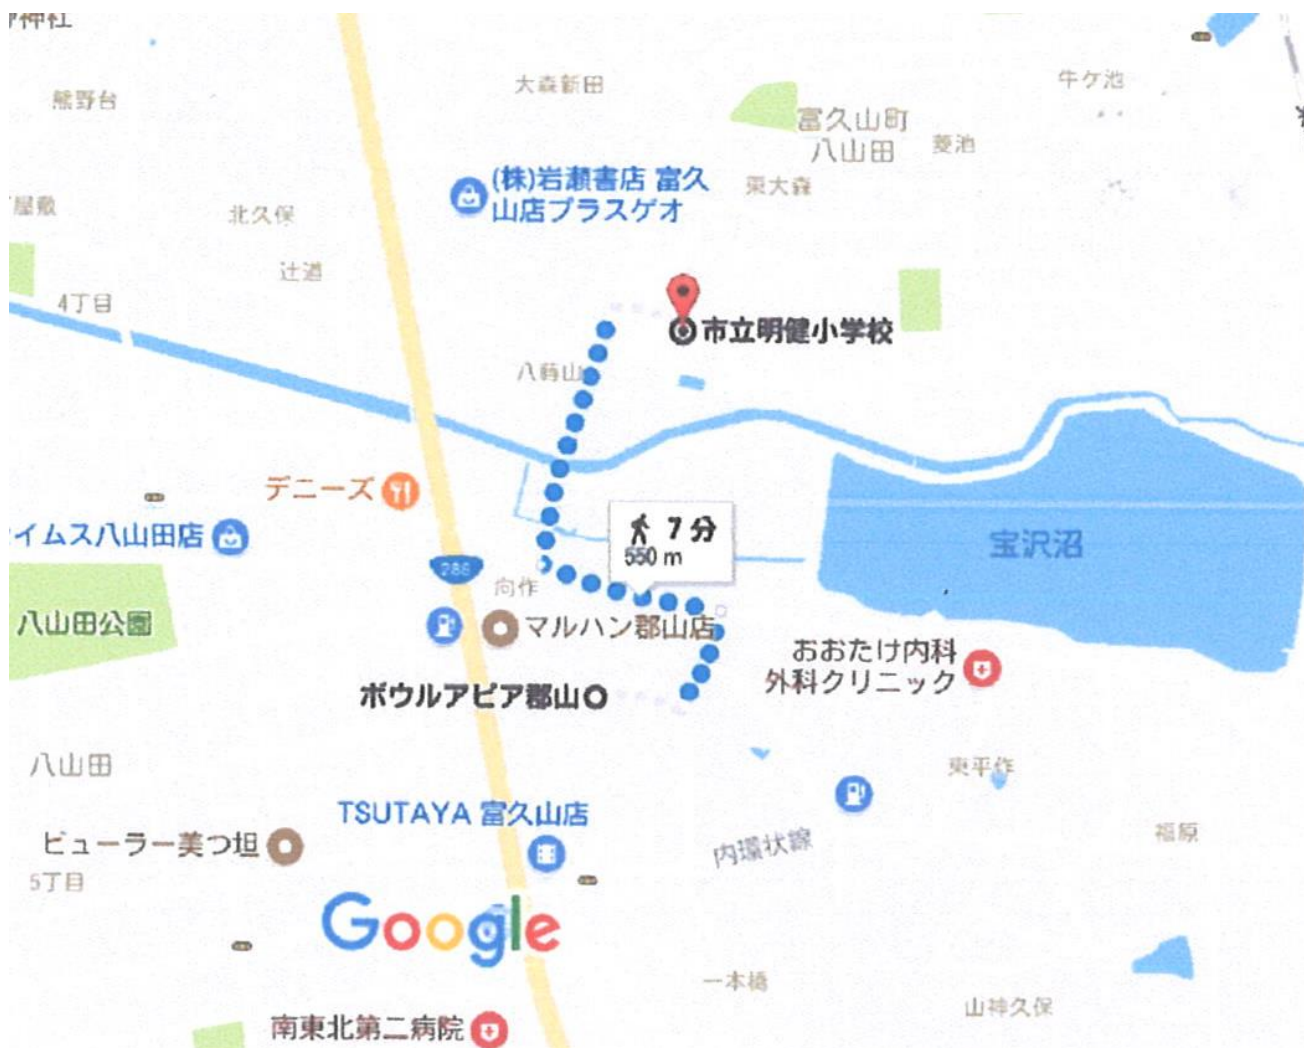 神社
大森新田
牛ケ池
熊野台
富久山町
八山田
菱池
(株)岩瀬書店 富久
山店プラスゲオ
東大森
屋敷
北久保
辻道
4丁目
市立明健小学校
八蒔山
デニーズ
7分
550 m
イムス八山田店
宝沢沼
288
向作
八山田公園
マルハン郡山店
おおたけ内科
外科クリニック
ボウルアピア郡山
八山田
東平作
TSUTAYA 富久山店
ビューラー美つ坦
内環状線
福原
5丁目
Google
一本橋
山神久保
南東北第二病院